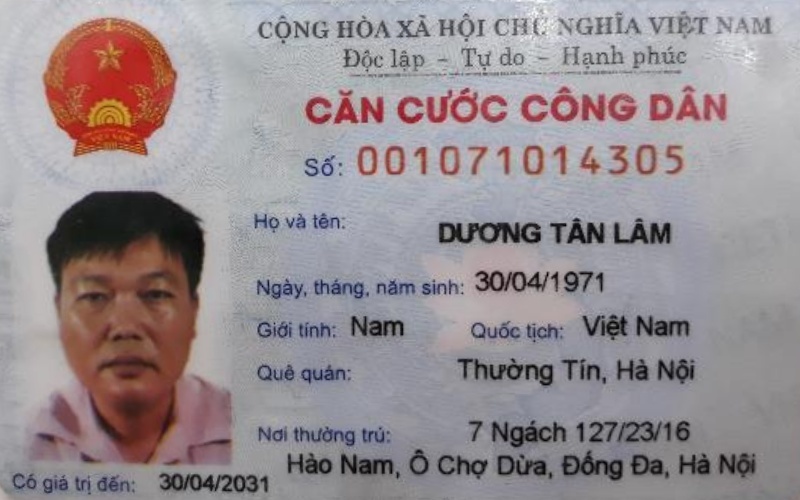 CỘNG HÒA XÃ HỘI CHỦ NGHĨA VIỆT NAM
Độc lập - Tự do - Hạnh phúc
CĂN CƯỚC CÔNG DÂN
Số: 001071014305
Họ và tên: DƯƠNG TÂN LÂM
Ngày, tháng, năm sinh: 30/04/1971
Giới tính: Nam Quốc tịch: Việt Nam
Quê quán: Thường Tín, Hà Nội
Nơi thường trú: 7 Ngách 127/23/16
Hào Nam, Ô Chợ Dừa, Đống Đa, Hà Nội
Có giá trị đến: 30/04/2031